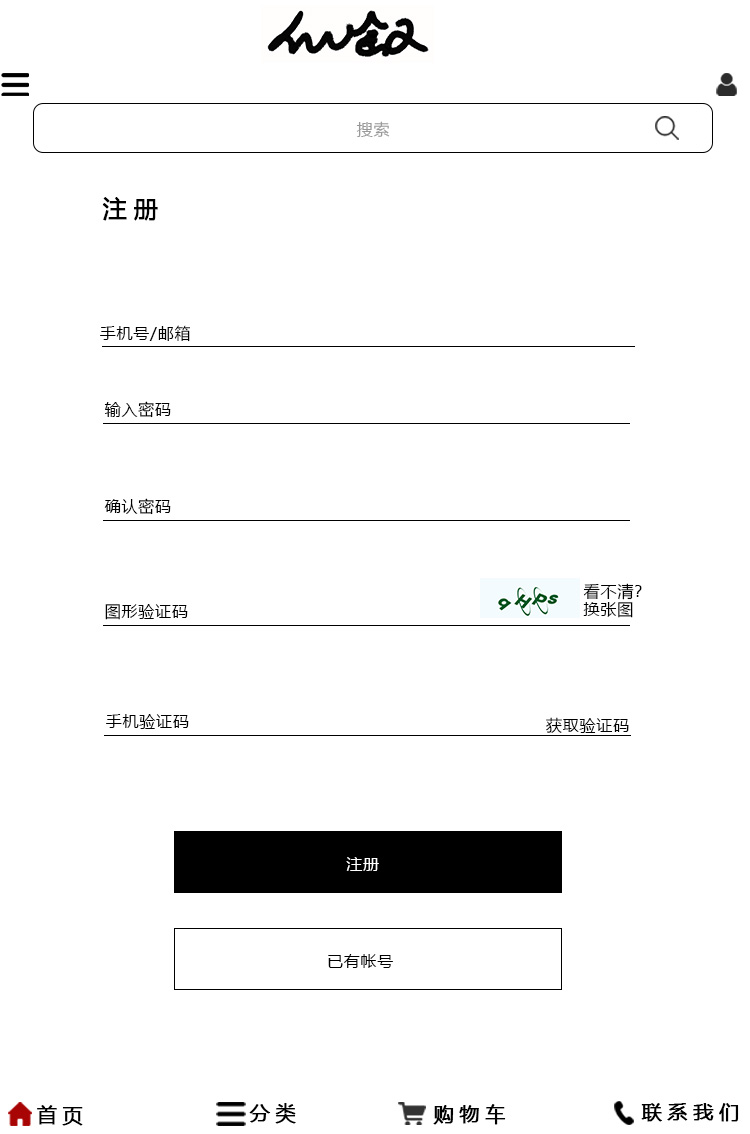 搜索
注册
手机号/邮箱
输入密码
确认密码
图形验证码
看不清?
换张图
手机验证码
获取验证码
注册
已有帐号
首页
分类
购物车
联系我们